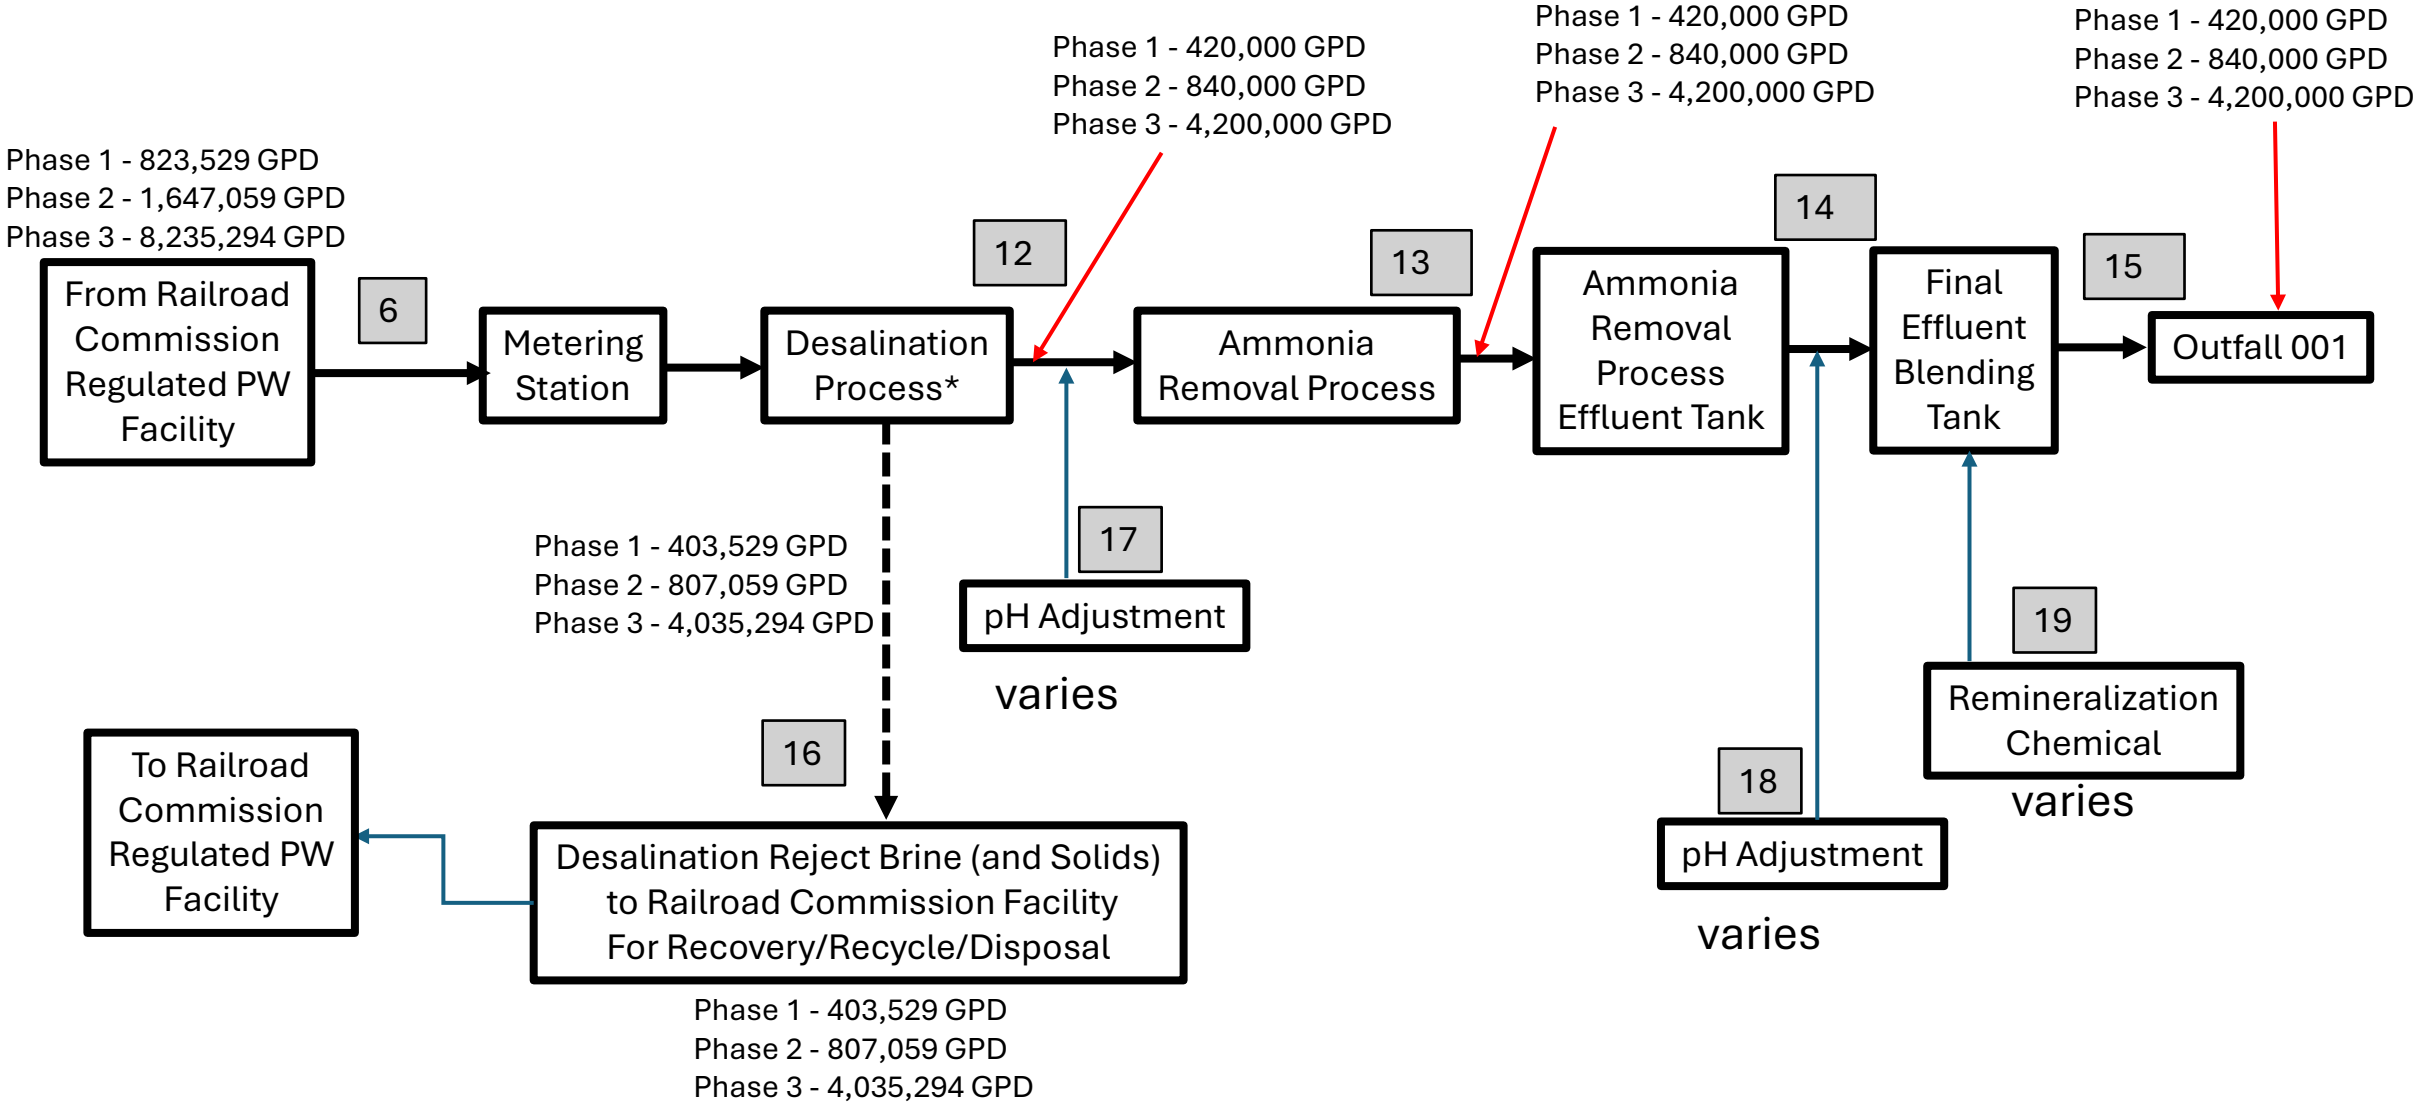 Phase 1 - 420,000 GPD
Phase 2 - 840,000 GPD
Phase 3 - 4,200,000 GPD
Phase 1 - 420,000 GPD
Phase 2 - 840,000 GPD
Phase 3 - 4,200,000 GPD
Phase 1 - 420,000 GPD
Phase 2 - 840,000 GPD
Phase 3 - 4,200,000 GPD
Phase 1 - 823,529 GPD
Phase 2 - 1,647,059 GPD
Phase 3 - 8,235,294 GPD
From Railroad
Commission
Regulated PW
Facility
6
Metering
Station
Desalination
Process*
12
Ammonia
Removal Process
13
Ammonia
Removal
Process
Effluent Tank
14
Final
Effluent
Blending
Tank
15
Outfall 001
Phase 1 - 403,529 GPD
Phase 2 - 807,059 GPD
Phase 3 - 4,035,294 GPD
17
pH Adjustment
varies
19
Remineralization
Chemical
varies
18
pH Adjustment
varies
16
To Railroad
Commission
Regulated PW
Facility
Desalination Reject Brine (and Solids)
to Railroad Commission Facility
For Recovery/Recycle/Disposal
Phase 1 - 403,529 GPD
Phase 2 - 807,059 GPD
Phase 3 - 4,035,294 GPD